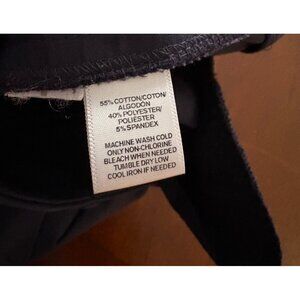 55% COTTON/COTON/
ALGODÓN
40% POLYESTER/
POLIÉSTER
5% SPANDEX
MACHINE WASH COLD
ONLY NON-CHLORINE
BLEACH WHEN NEEDED
TUMBLE DRY LOW
COOL IRON IF NEEDED